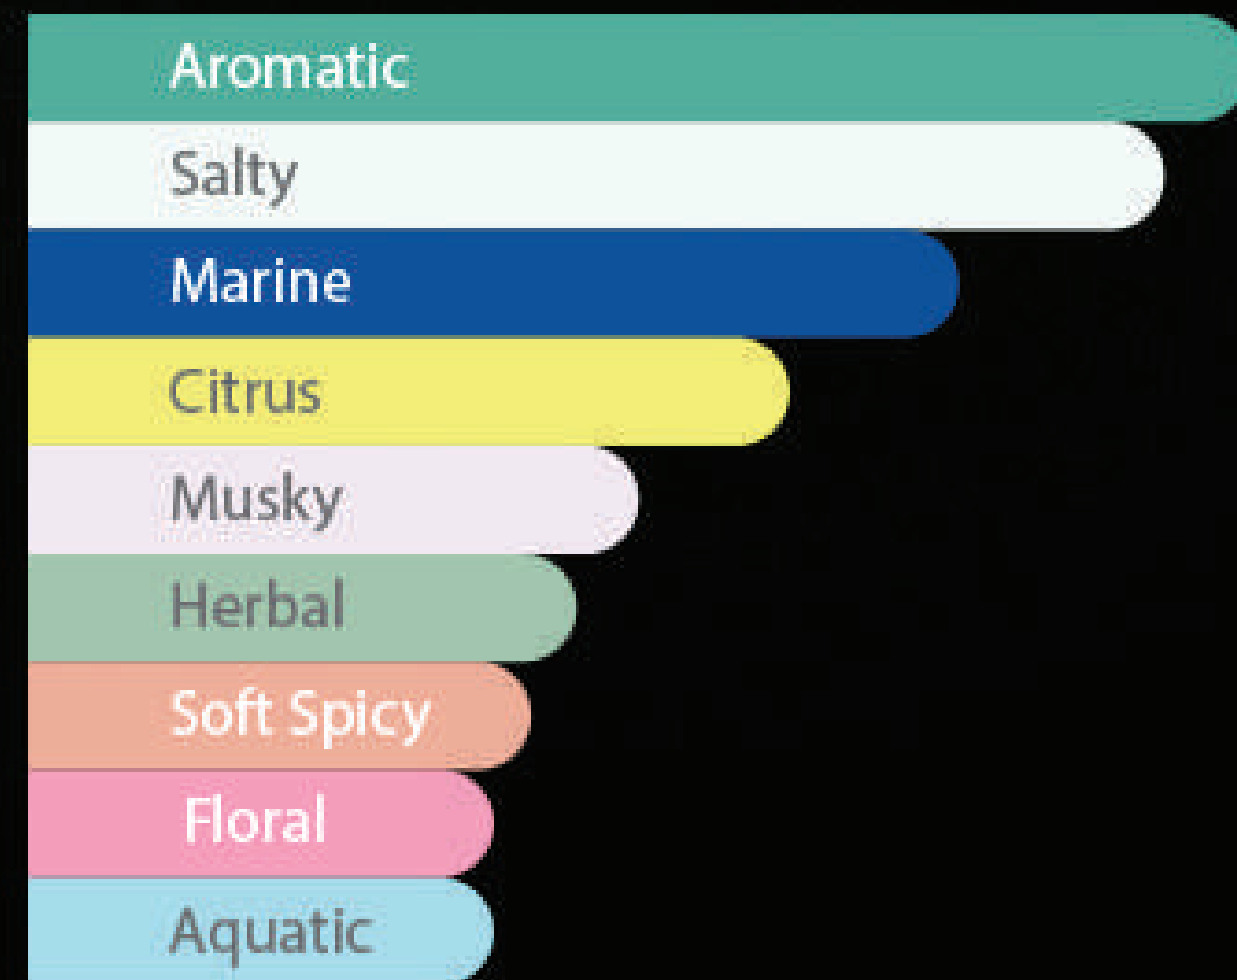 Aromatic
Salty
Marine
Citrus
Musky
Herbal
Soft Spicy
Floral
Aquatic